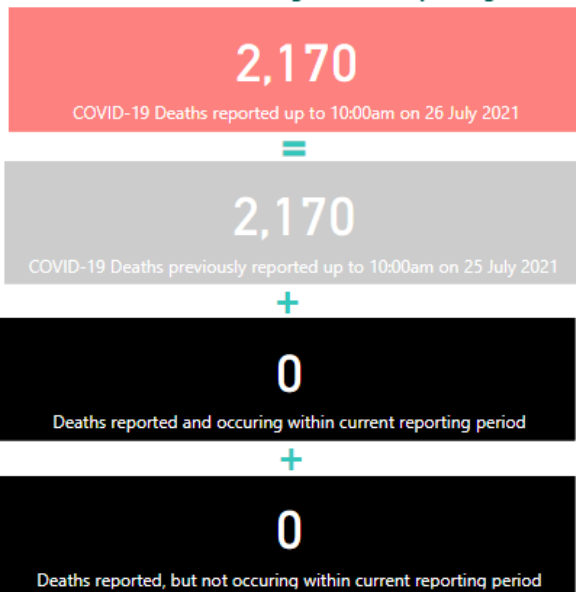 2,170
COVID-19 Deaths reported up to 10:00am on 26 July 2021
=
2,170
COVID-19 Deaths previously reported up to 10:00am on 25 July 2021
+
0
Deaths reported and occuring within current reporting period
+
0
Deaths reported, but not occuring within current reporting period